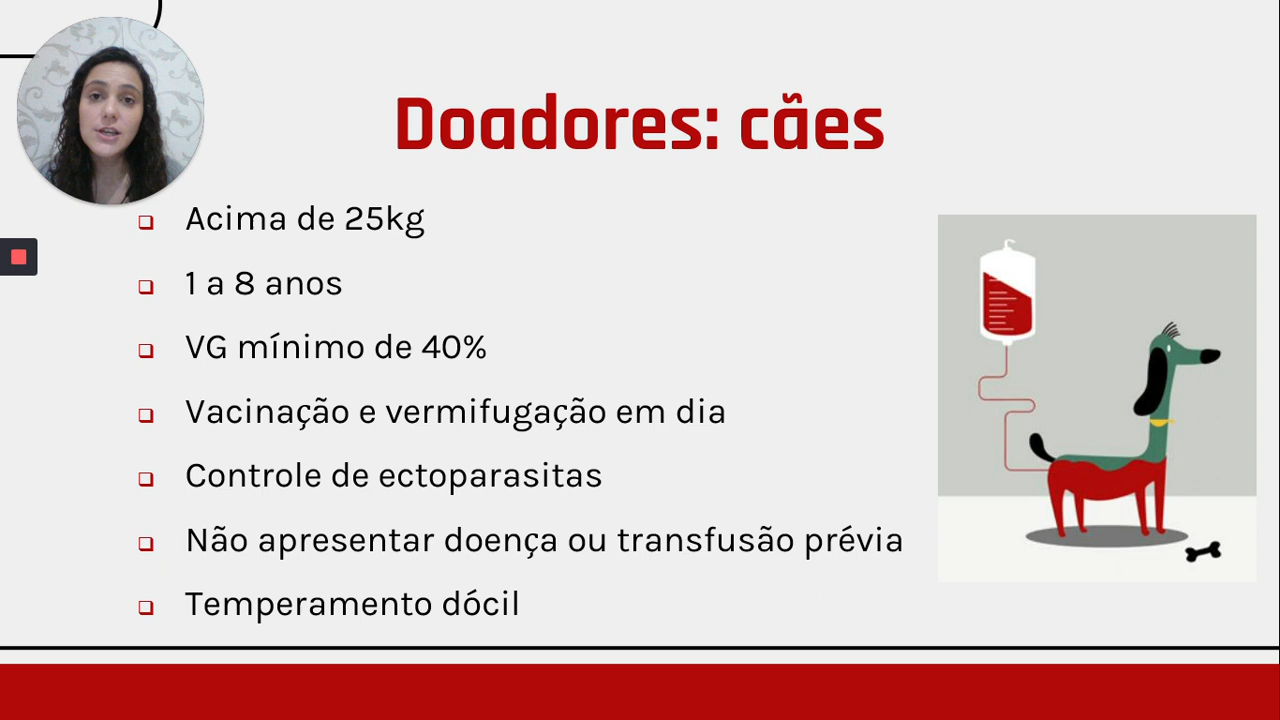 Doadores: cães
Acima de 25kg
1 a 8 anos
VG mínimo de 40%
Vacinação e vermifugação em dia
Controle de ectoparasitas
Não apresentar doença ou transfusão prévia
Temperamento dócil